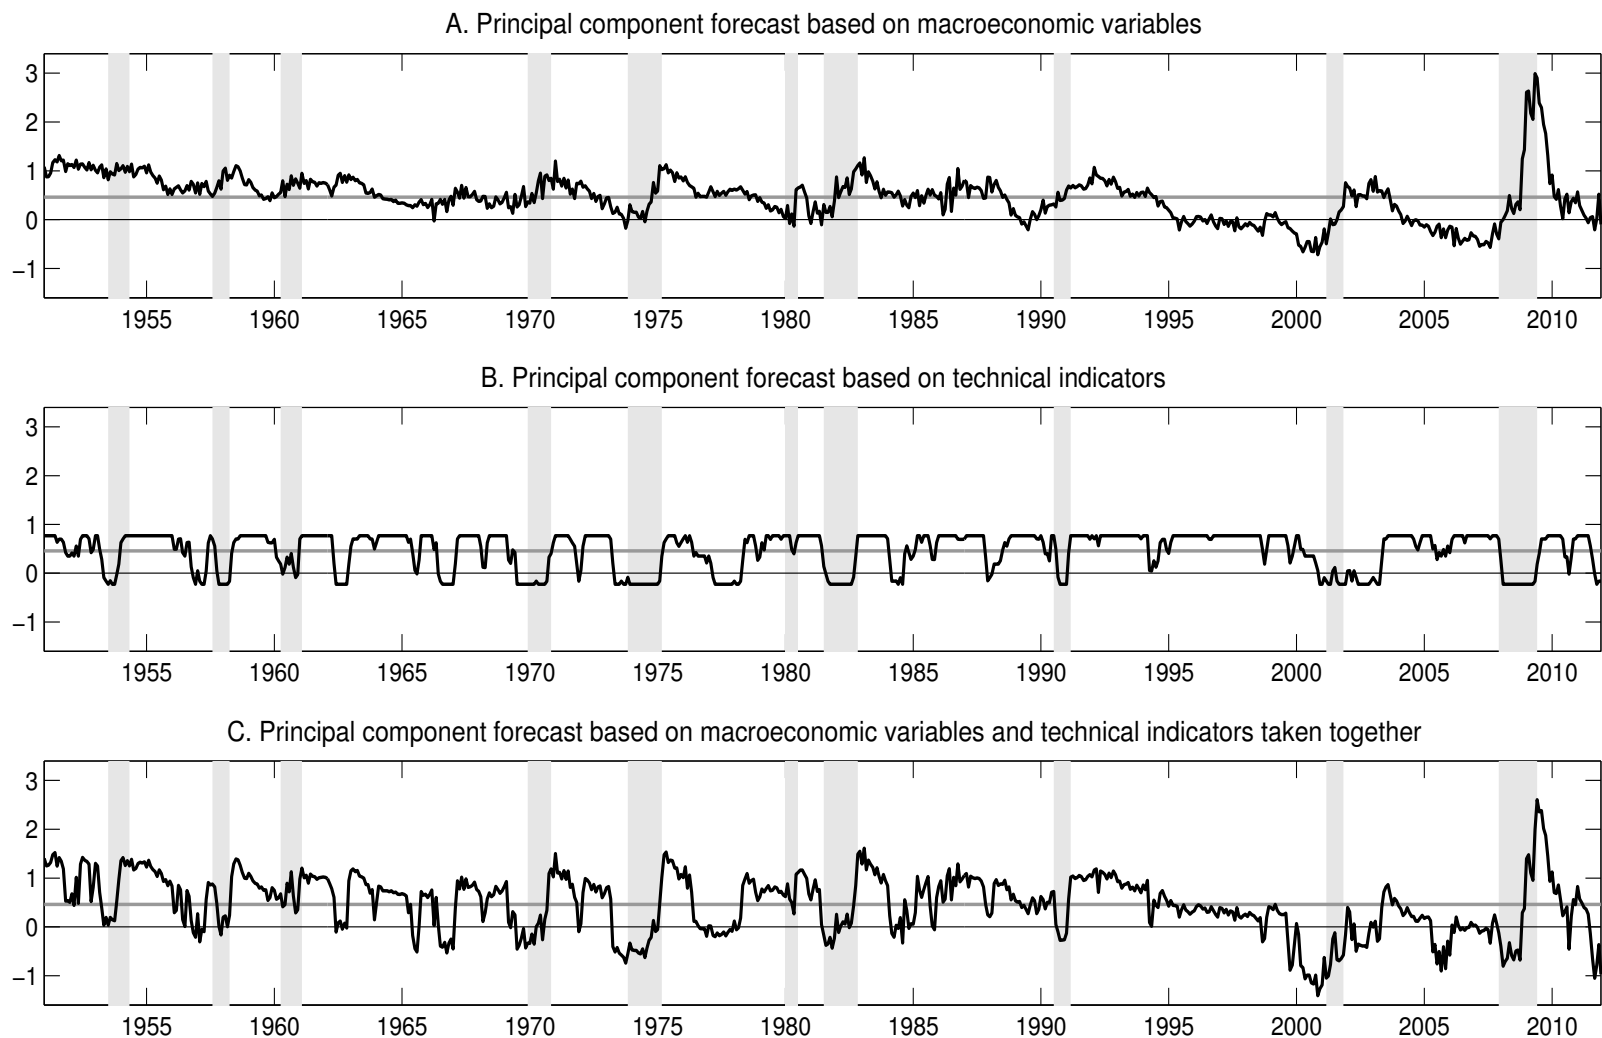 A. Principal component forecast based on macroeconomic variables
3
2
1
0
−1
1955 1960 1965 1970 1975 1980 1985 1990 1995 2000 2005 2010
B. Principal component forecast based on technical indicators
3
2
1
0
−1
1955 1960 1965 1970 1975 1980 1985 1990 1995 2000 2005 2010
C. Principal component forecast based on macroeconomic variables and technical indicators taken together
3
2
1
0
−1
1955 1960 1965 1970 1975 1980 1985 1990 1995 2000 2005 2010